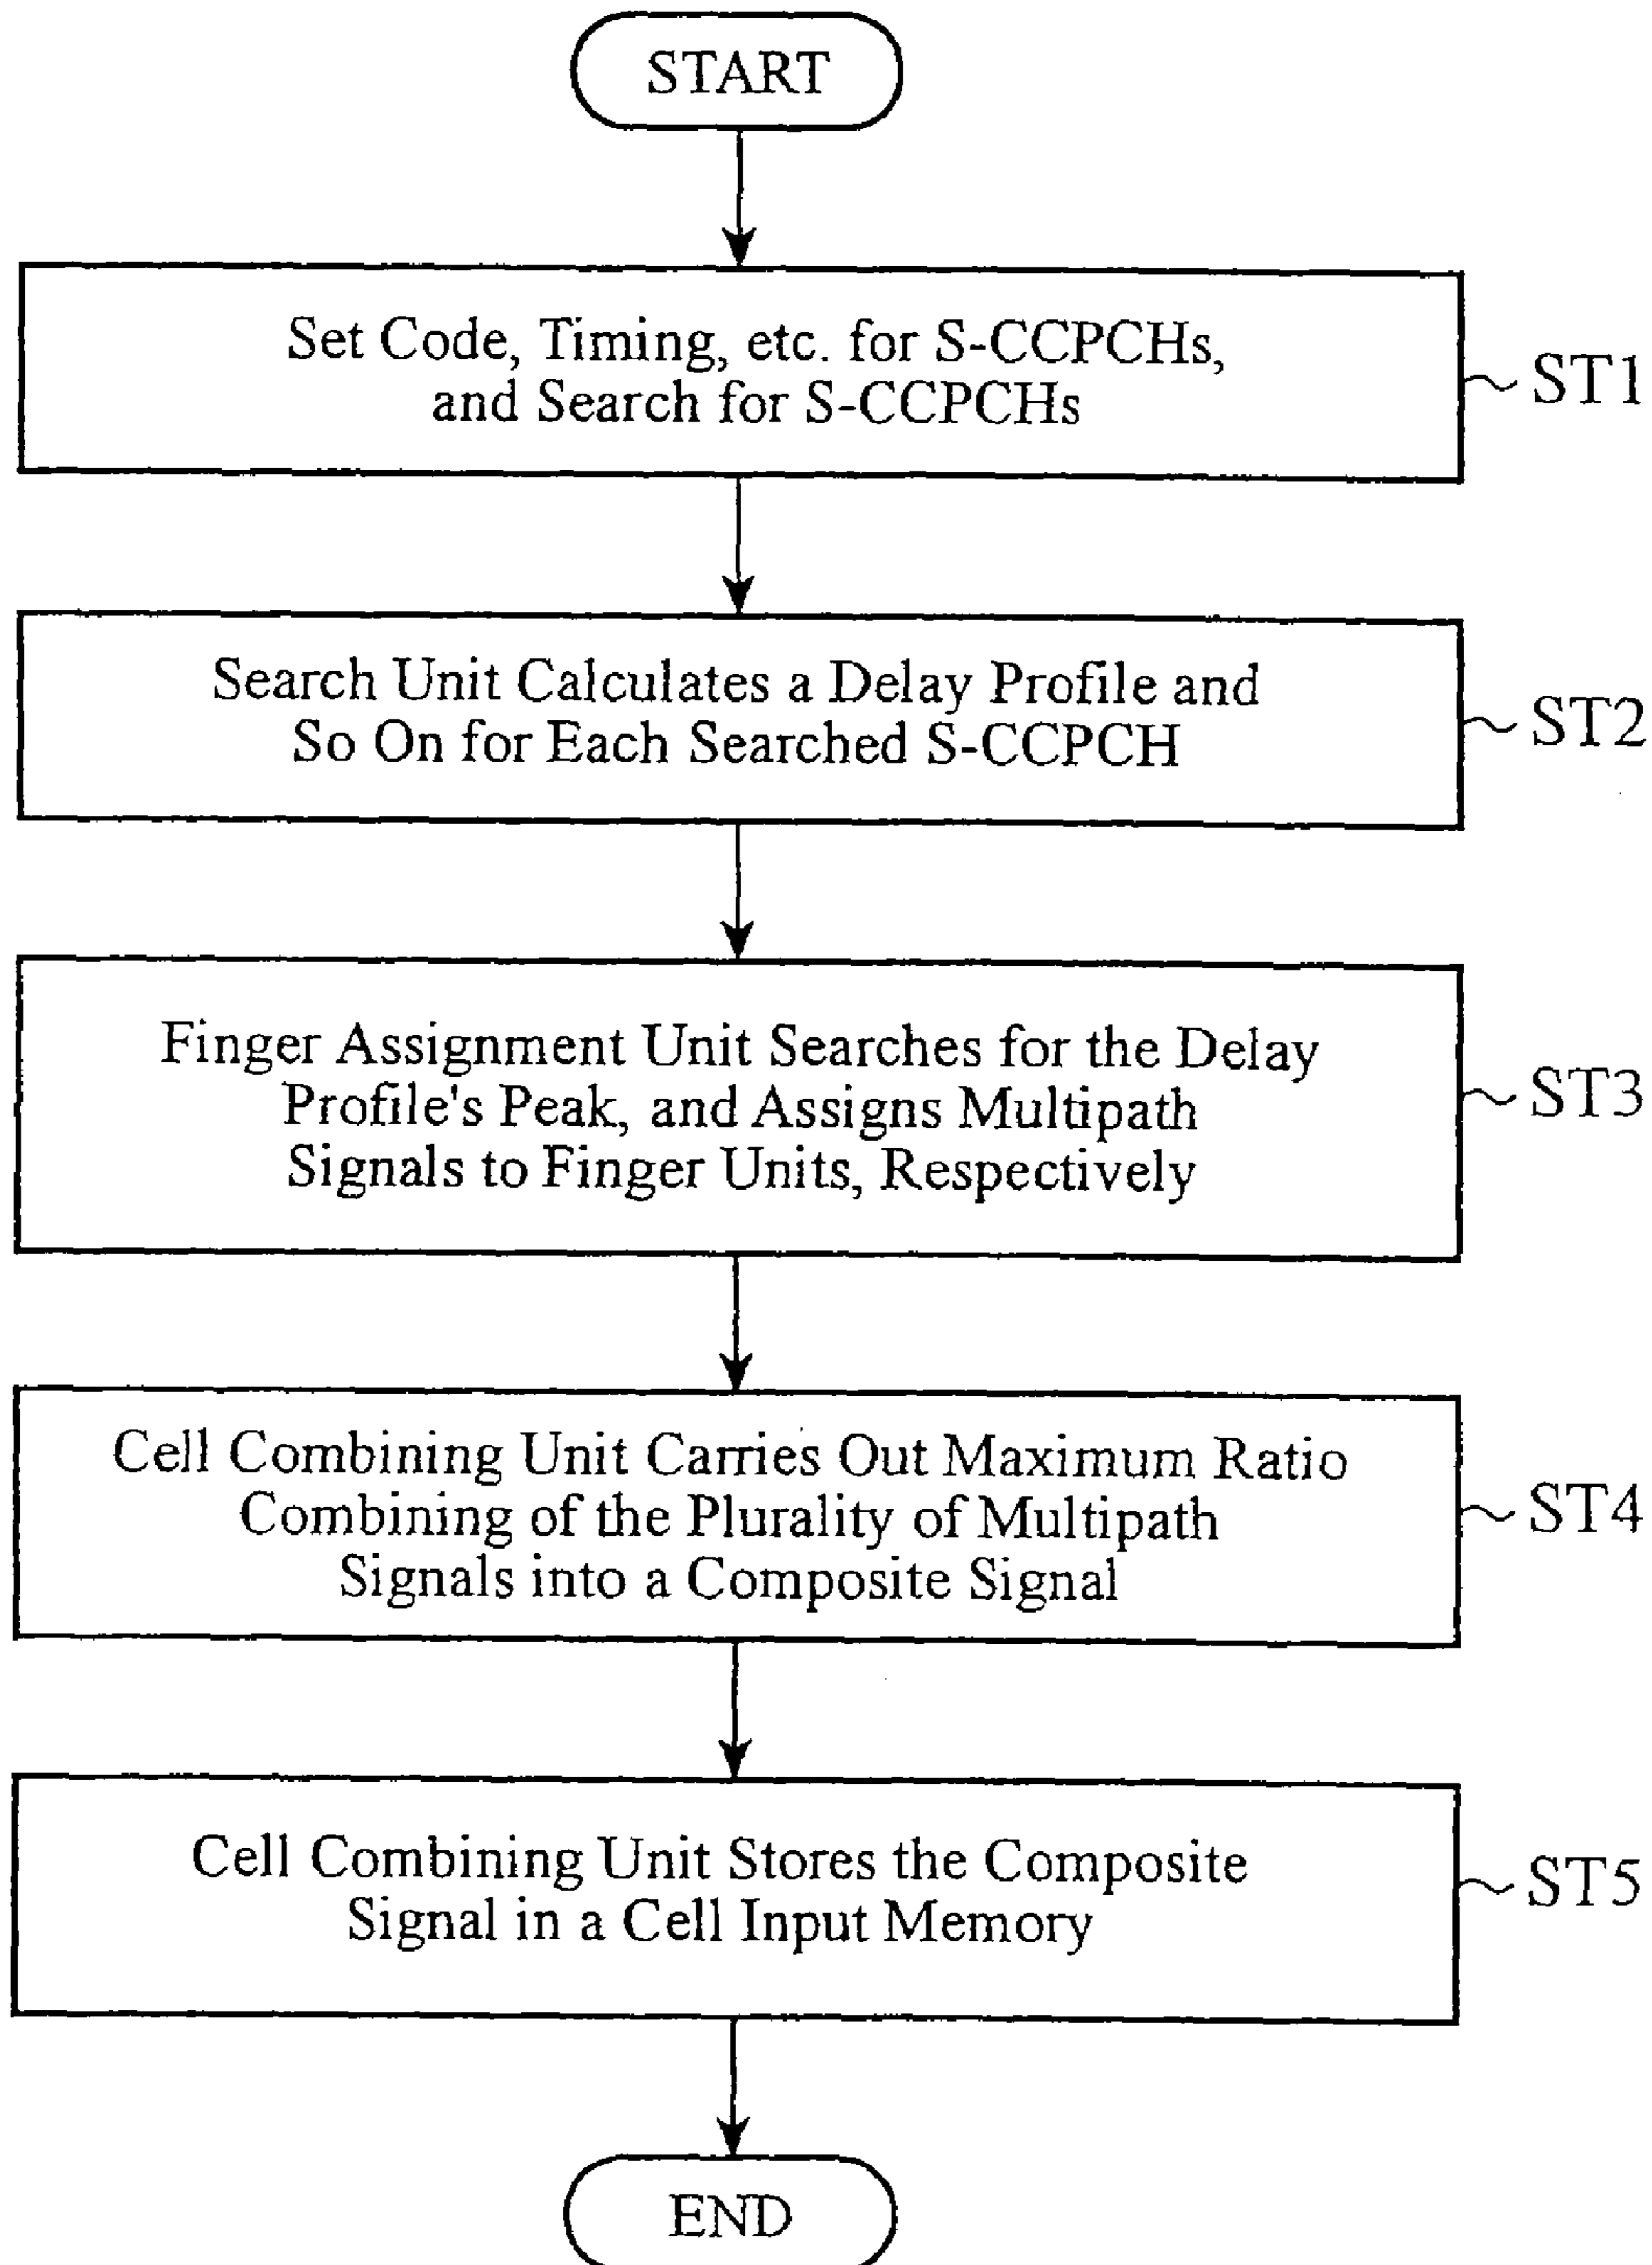 START
Set Code, Timing, etc. for S-CCPCHs,
and Search for S-CCPCHs
ST1
Search Unit Calculates a Delay Profile and
So On for Each Searched S-CCPCH
ST2
Finger Assignment Unit Searches for the Delay
Profile's Peak, and Assigns Multipath
Signals to Finger Units, Respectively
ST3
Cell Combining Unit Carries Out Maximum Ratio
Combining of the Plurality of Multipath
Signals into a Composite Signal
ST4
Cell Combining Unit Stores the Composite
Signal in a Cell Input Memory
ST5
END